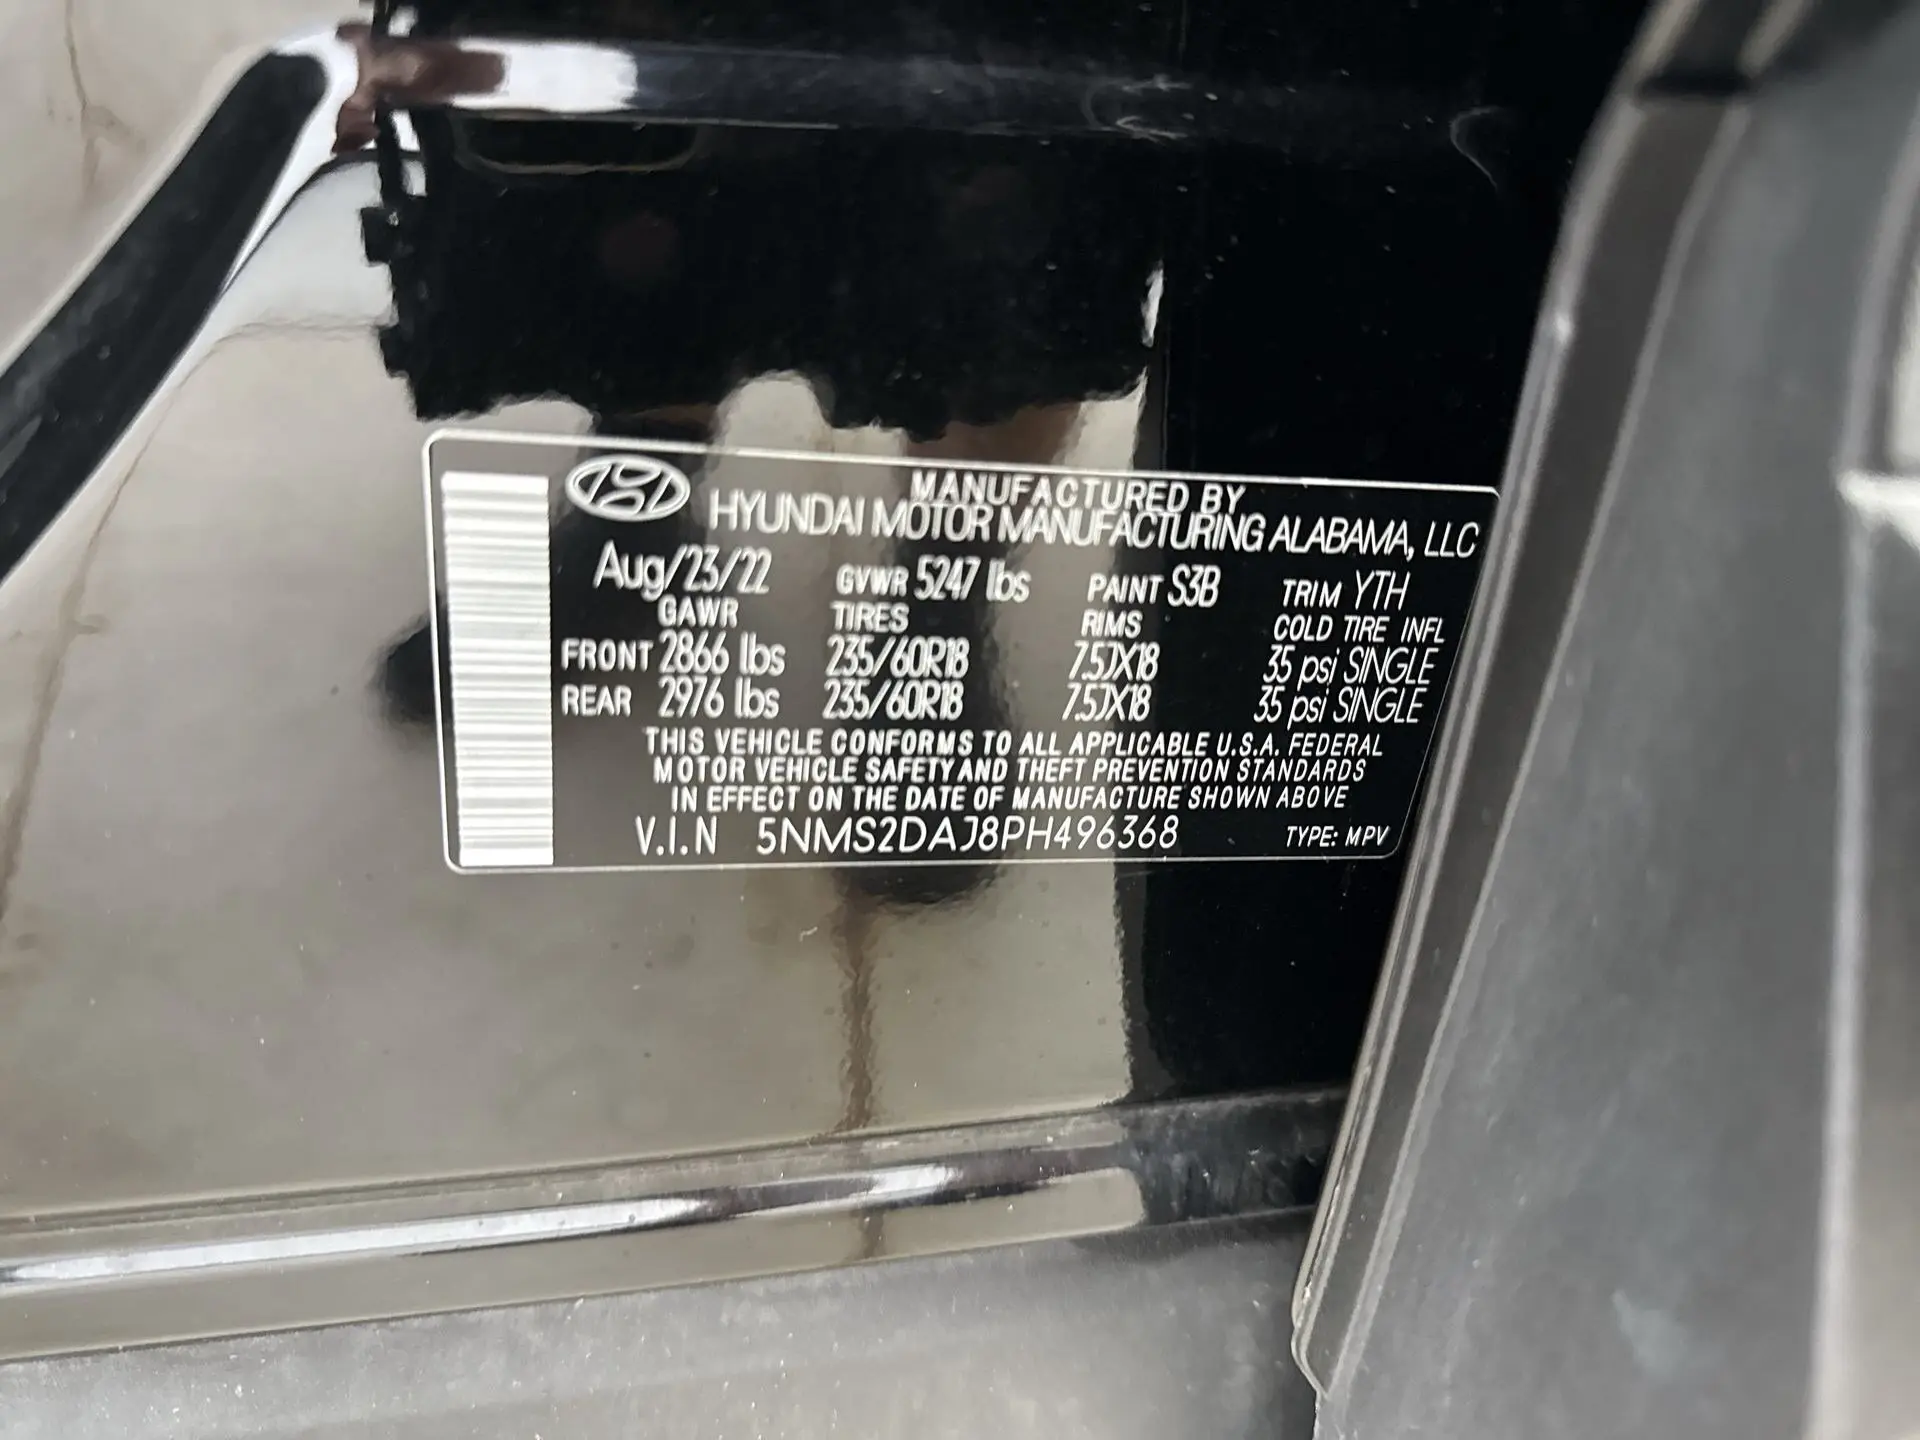 MANUFACTURED BY
HYUNDAI MOTOR MANUFACTURING ALABAMA, LLC
Aug/23/22 GVWR 5247 lbs PAINT S3B TRIM YTH
GAWR TIRES RIMS COLD TIRE INFL
FRONT 2866 lbs 235/60R18 7.5JX18 35 psi SINGLE
REAR 2976 lbs 235/60R18 7.5JX18 35 psi SINGLE
THIS VEHICLE CONFORMS TO ALL APPLICABLE U.S.A. FEDERAL
MOTOR VEHICLE SAFETY AND THEFT PREVENTION STANDARDS
IN EFFECT ON THE DATE OF MANUFACTURE SHOWN ABOVE
V.I.N 5NMS2DAJ8PH496368 TYPE: MPV